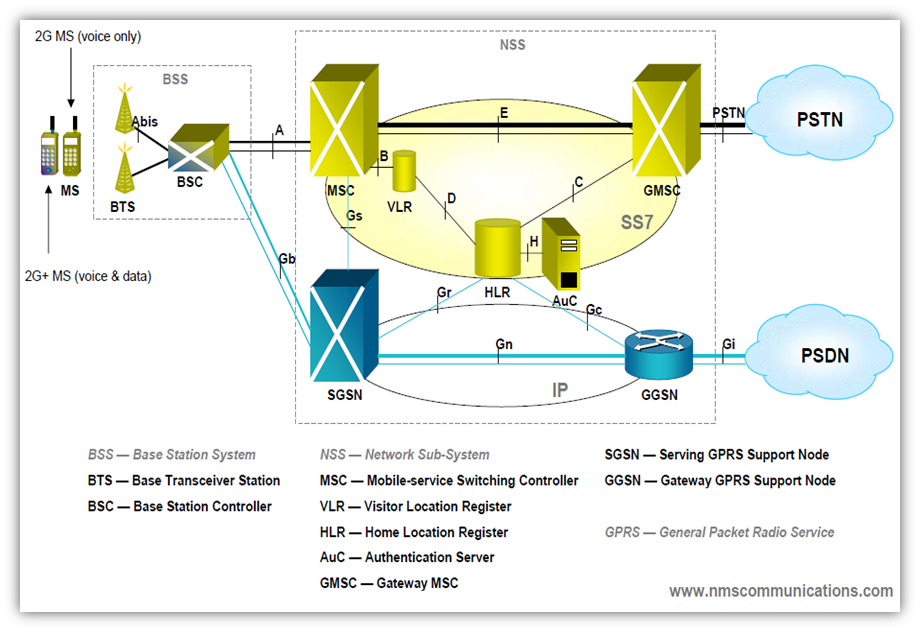 2G MS (voice only)
NSS
BSS
Abis
A
E
PSTN
PSTN
MS
BSC
BTS
MSC
B
VLR
D
C
GMSC
SS7
Gs
H
2G+ MS (voice & data)
Gb
HLR
AuC
Gr
Gc
Gn
Gi
PSDN
SGSN
IP
GGSN
BSS — Base Station System
BTS — Base Transceiver Station
BSC — Base Station Controller
NSS — Network Sub-System
MSC — Mobile-service Switching Controller
VLR — Visitor Location Register
HLR — Home Location Register
AuC — Authentication Server
GMSC — Gateway MSC
SGSN — Serving GPRS Support Node
GGSN — Gateway GPRS Support Node
GPRS — General Packet Radio Service
www.nmscommunications.com